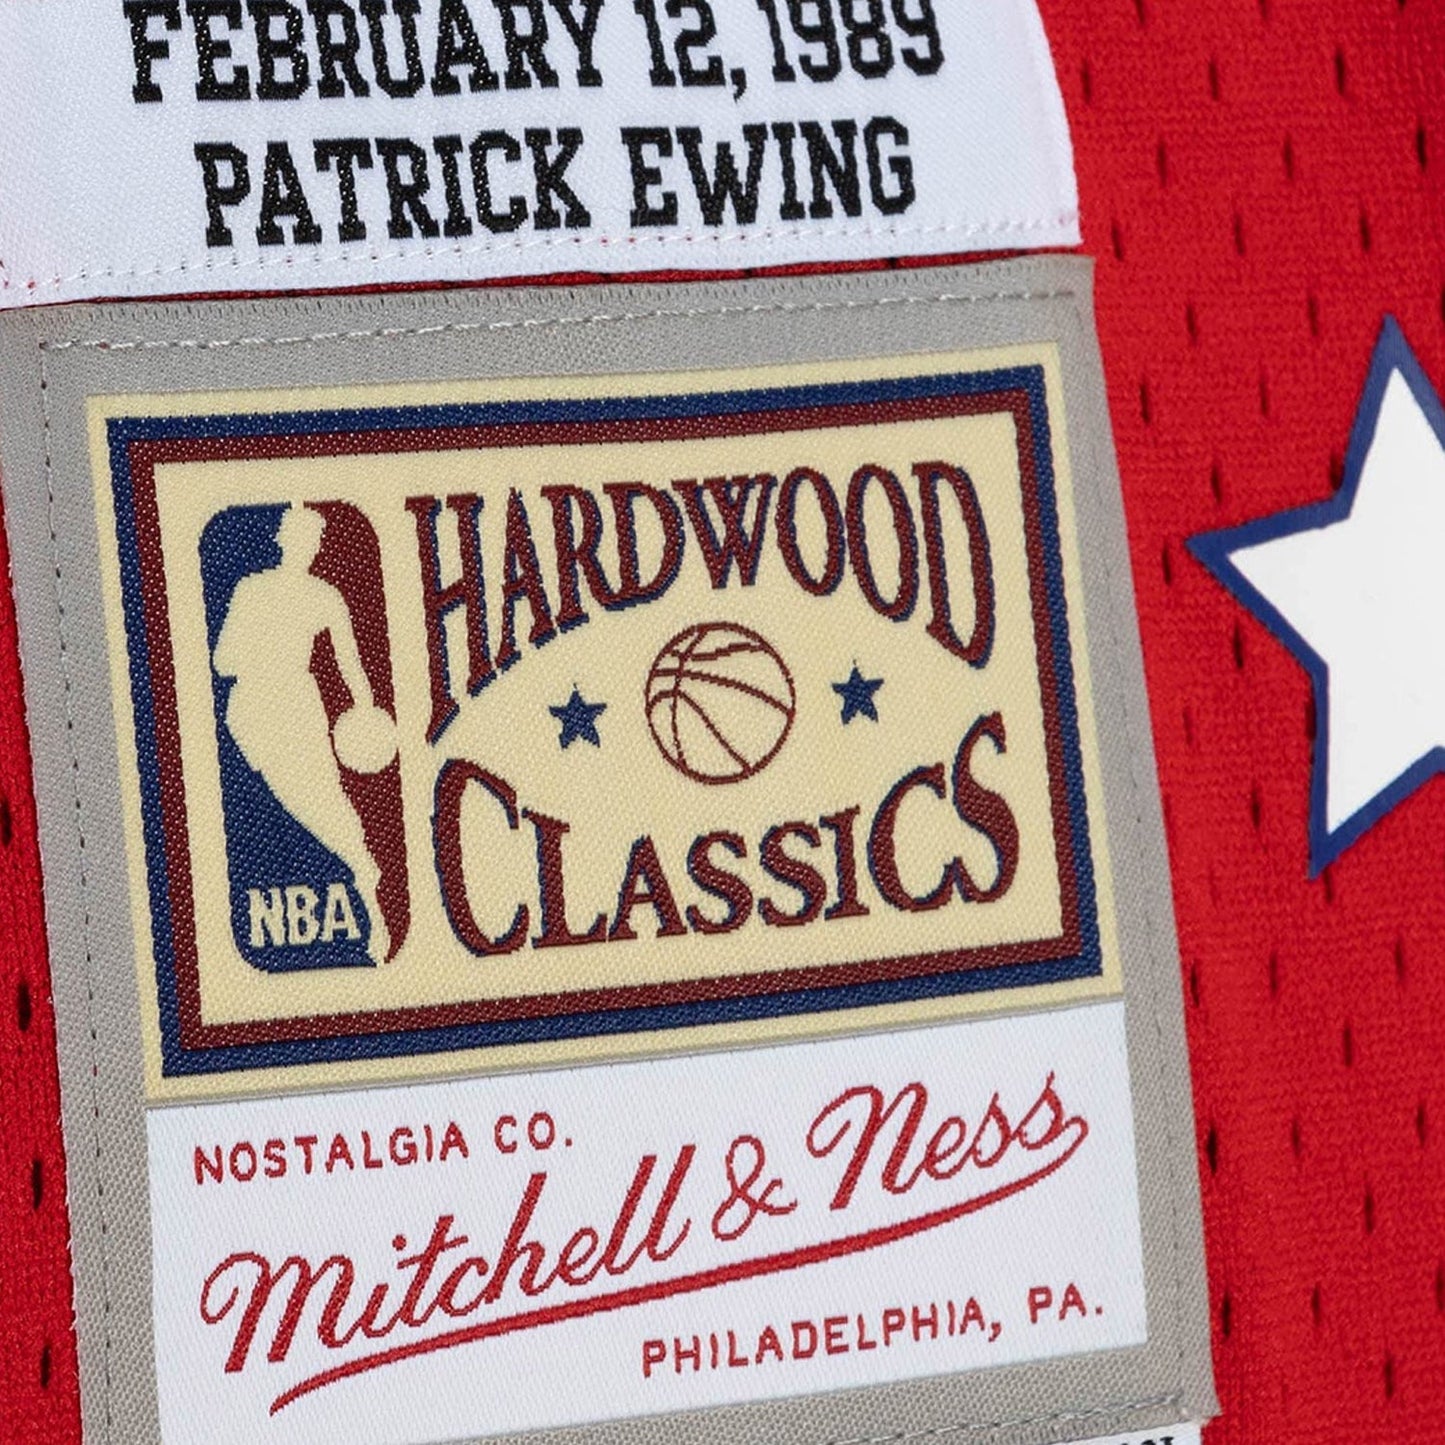 FEBRUARY 12, 1989
PATRICK EWING
HARDWOOD
CLASSICS
NBA
NOSTALGIA CO.
Mitchell & Ness
PHILADELPHIA, PA.